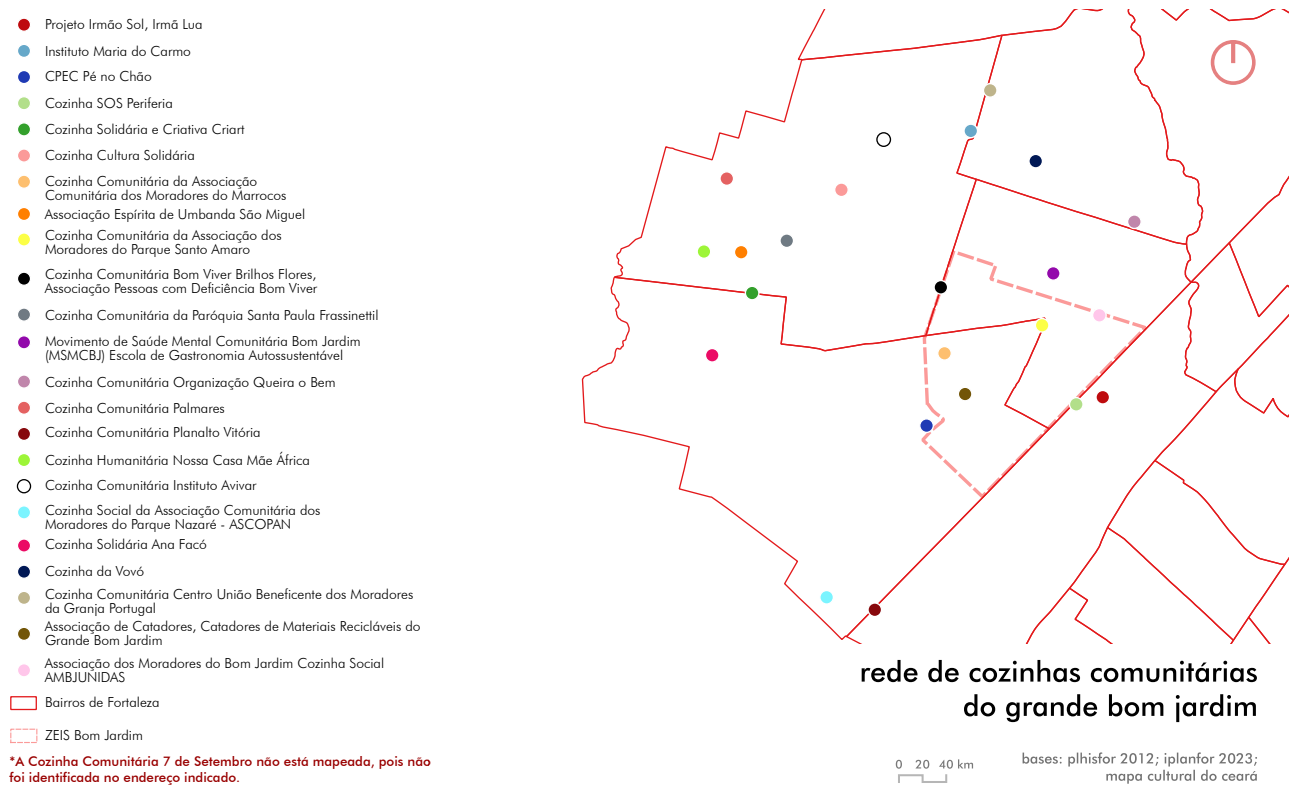 Projeto Irmão Sol, Irmã Lua
Instituto Maria do Carmo
CPEC Pé no Chão
Cozinha SOS Periferia
Cozinha Solidária e Criativa Criart
Cozinha Cultura Solidária
Cozinha Comunitária da Associação
Comunitária dos Moradores do Marrocos
Associação Espírita de Umbanda São Miguel
Cozinha Comunitária da Associação dos
Moradores do Parque Santo Amaro
Cozinha Comunitária Bom Viver Brilhos Flores,
Associação Pessoas com Deficiência Bom Viver
Cozinha Comunitária da Paróquia Santa Paula Frassinettil
Movimento de Saúde Mental Comunitária Bom Jardim
(MSMCBJ) Escola de Gastronomia Autossustentável
Cozinha Comunitária Organização Queira o Bem
Cozinha Comunitária Palmares
Cozinha Comunitária Planalto Vitória
Cozinha Humanitária Nossa Casa Mãe África
Cozinha Comunitária Instituto Avivar
Cozinha Social da Associação Comunitária dos
Moradores do Parque Nazaré - ASCOPAN
Cozinha Solidária Ana Facó
Cozinha da Vovó
Cozinha Comunitária Centro União Beneficente dos Moradores
da Granja Portugal
Associação de Catadores, Catadores de Materiais Recicláveis do
Grande Bom Jardim
Associação dos Moradores do Bom Jardim Cozinha Social
AMBJUNIDAS
Bairros de Fortaleza
ZEIS Bom Jardim
*A Cozinha Comunitária 7 de Setembro não está mapeada, pois não
foi identificada no endereço indicado.
rede de cozinhas comunitárias
do grande bom jardim
0 20 40 km
bases: plhisfor 2012; iplanfor 2023;
mapa cultural do ceará